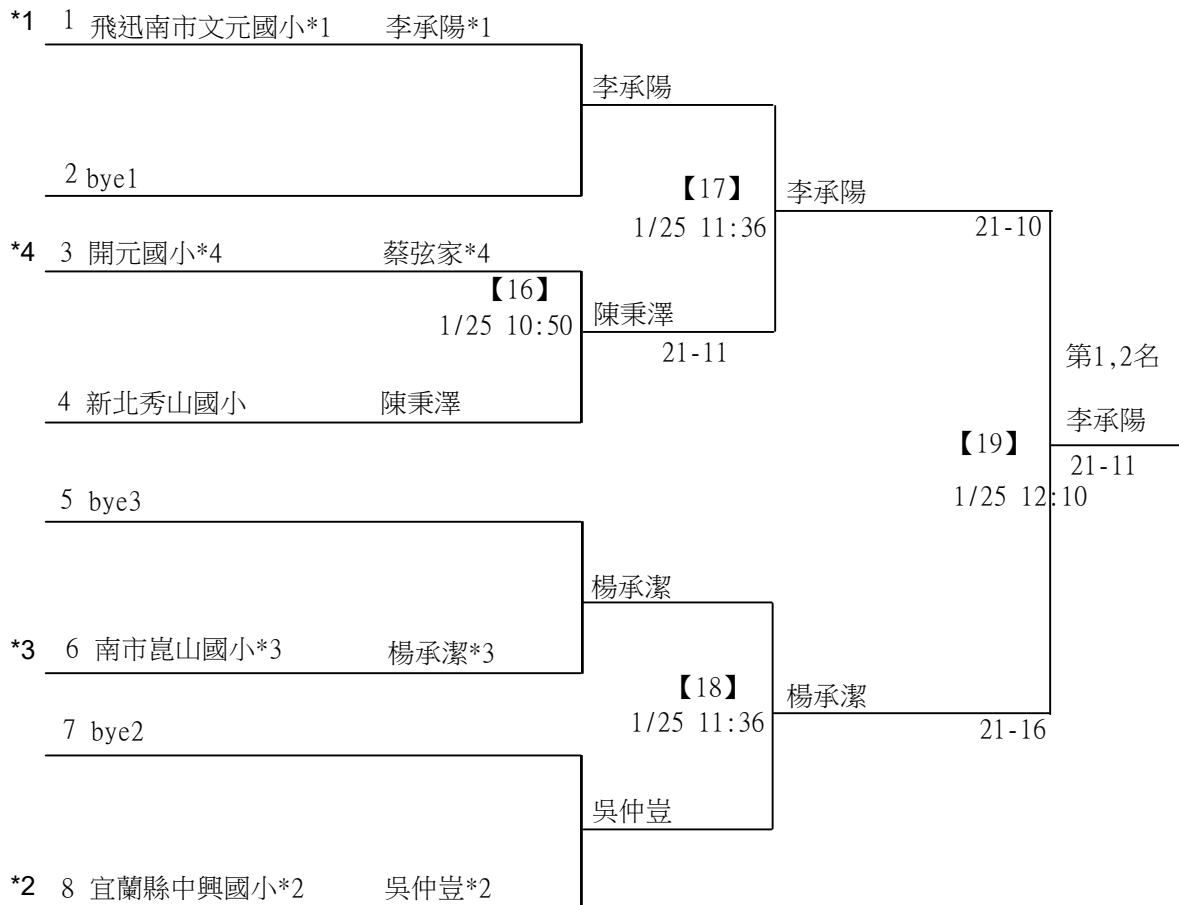 *1 1 飛迅南市文元國小*1 李承陽*1
李承陽
2 bye1
【17】
1/25 11:36
李承陽
21-10
*4 3 開元國小*4 蔡弦家*4
【16】
1/25 10:50
陳秉澤
21-11
第1,2名
4 新北秀山國小 陳秉澤
李承陽
【19】
21-11
1/25 12:10
5 bye3
楊承潔
*3 6 南市崑山國小*3 楊承潔*3
【18】
1/25 11:36
楊承潔
21-16
7 bye2
吳仲豈
*2 8 宜蘭縣中興國小*2 吳仲豈*2